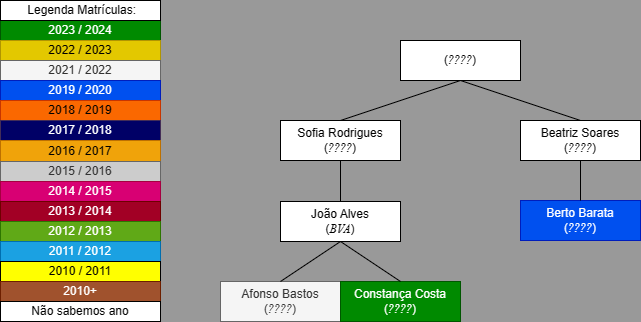 Legenda Matrículas:
2023 / 2024
2022 / 2023
2021 / 2022
2019 / 2020
2018 / 2019
2017 / 2018
2016 / 2017
2015 / 2016
2014 / 2015
2013 / 2014
2012 / 2013
2011 / 2012
2010 / 2011
2010+
Não sabemos ano
(????)
Sofia Rodrigues
(????)
Beatriz Soares
(????)
João Alves
(BVA)
Berto Barata
(????)
Afonso Bastos
(????)
Constança Costa
(????)